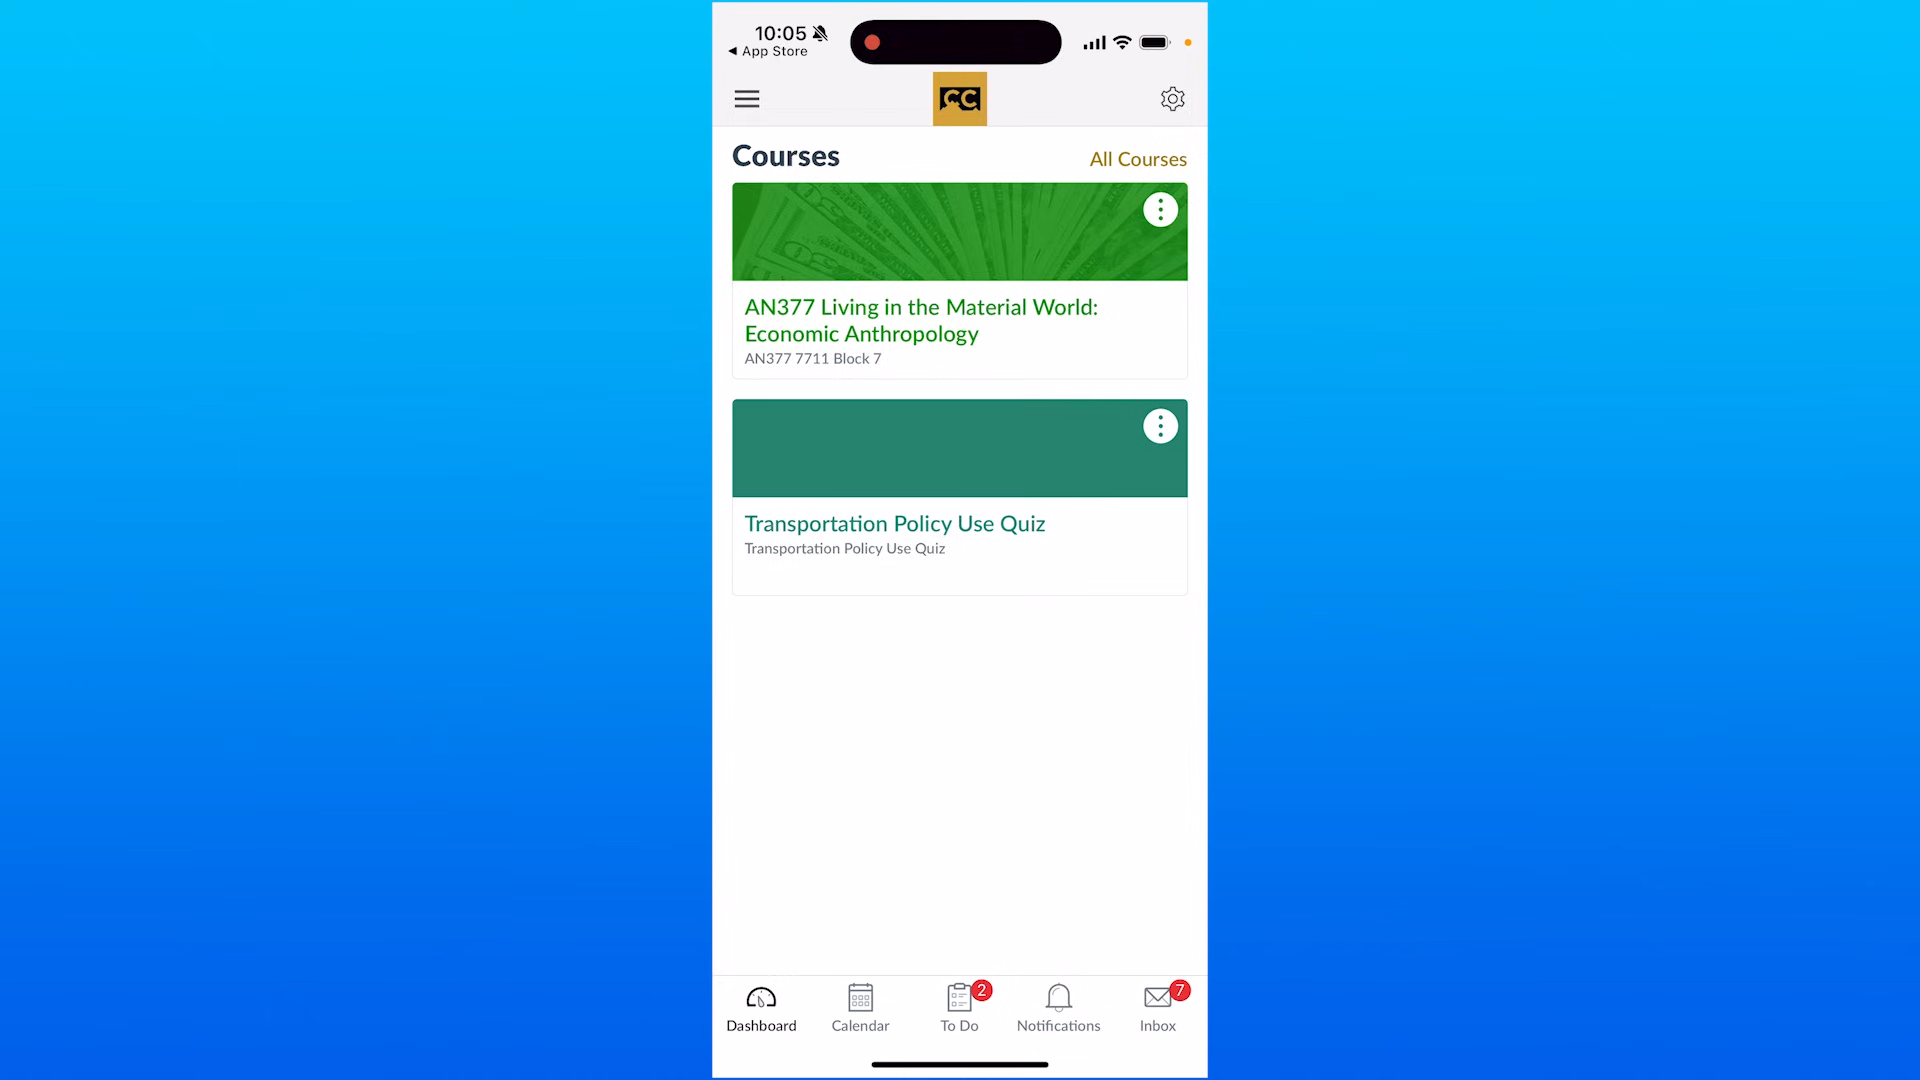 10:05
◄ App Store
CC
Courses
All Courses
AN377 Living in the Material World:
Economic Anthropology
AN377 7711 Block 7
Transportation Policy Use Quiz
Transportation Policy Use Quiz
2
7
Dashboard
Calendar
To Do
Notifications
Inbox